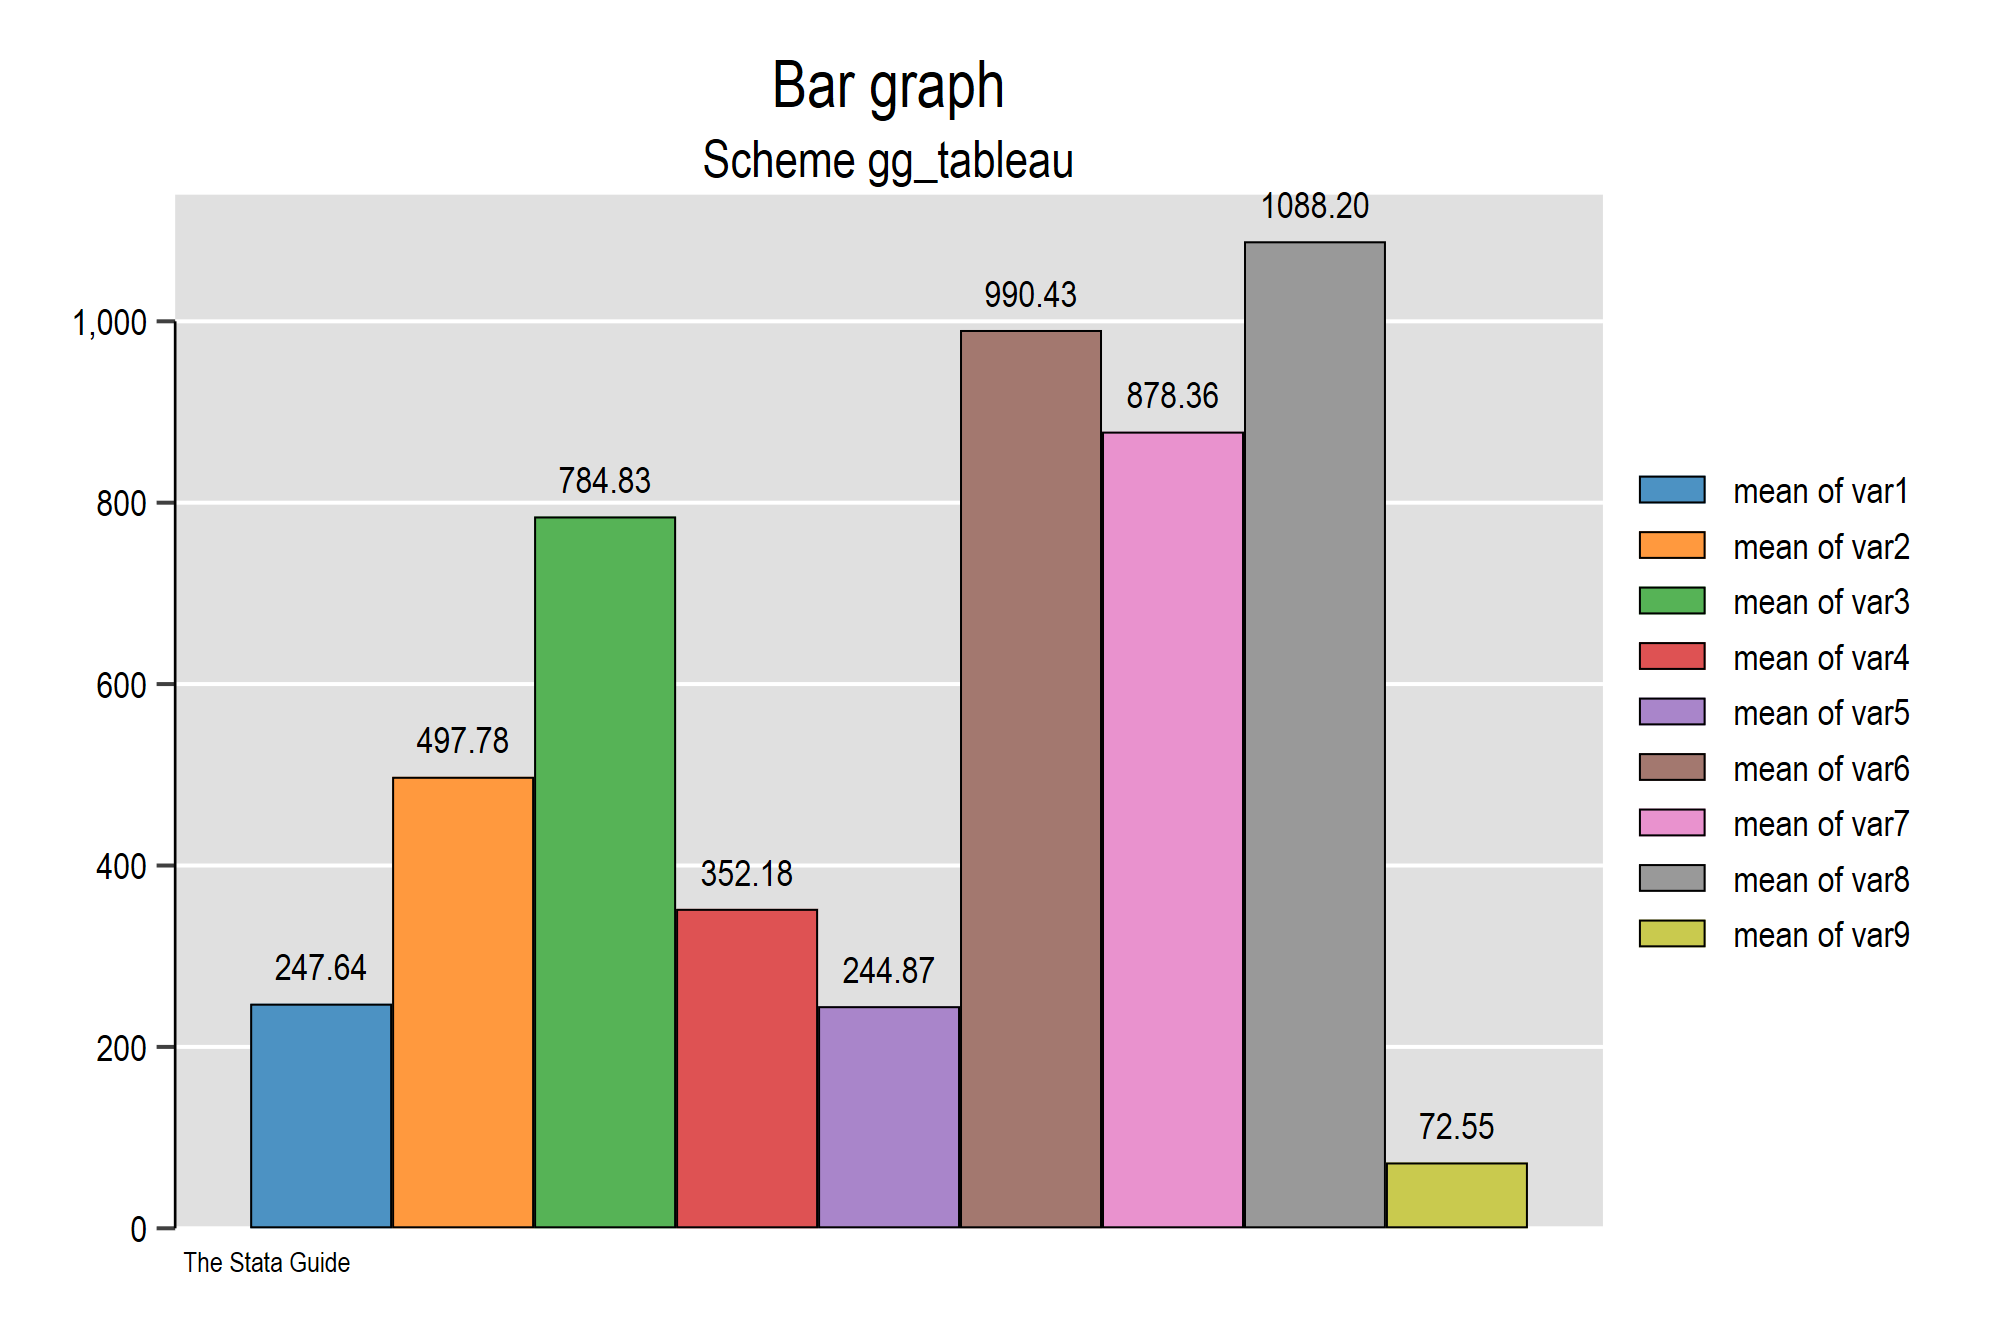 Bar graph
Scheme gg_tableau
1,000
800
600
400
200
0
247.64
497.78
784.83
352.18
244.87
990.43
878.36
1088.20
72.55
mean of var1
mean of var2
mean of var3
mean of var4
mean of var5
mean of var6
mean of var7
mean of var8
mean of var9
The Stata Guide